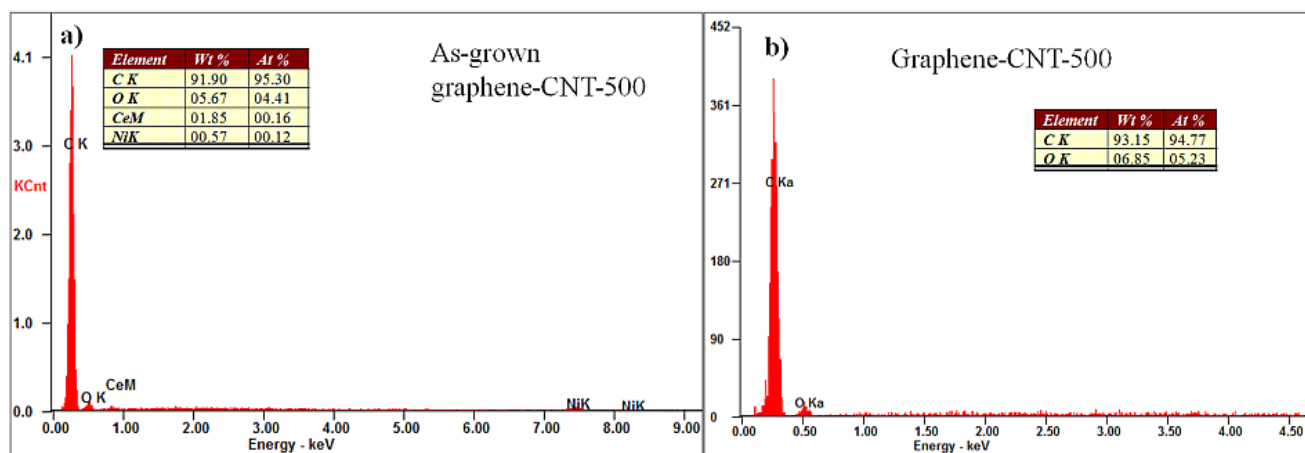 a)
As-grown
graphene-CNT-500
Element Wt % At %
C K 91.90 95.30
O K 05.67 04.41
CeM 01.85 00.16
NiK 00.57 00.12
4.1
3.0
KCnt
2.0
1.0
0.0
C K
O K
CeM
NiK
NiK
0.00 1.00 2.00 3.00 4.00 5.00 6.00 7.00 8.00 9.00
Energy - keV
b)
Graphene-CNT-500
Element Wt % At %
C K 93.15 94.77
O K 06.85 05.23
452
361
271
180
90
0
C Ka
O Ka
0.00 0.50 1.00 1.50 2.00 2.50 3.00 3.50 4.00 4.50
Energy - keV